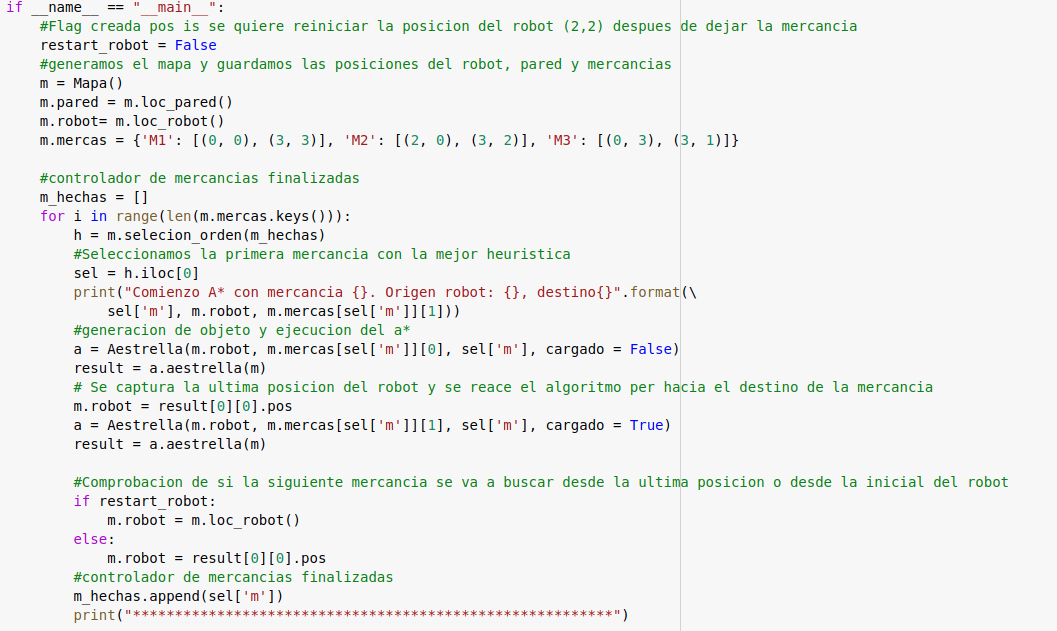 if __name__ == "__main__":
    #Flag creada pos is se quiere reiniciar la posicion del robot (2,2) despues de dejar la mercancia
    restart_robot = False
    #generamos el mapa y guardamos las posiciones del robot, pared y mercancias
    m = Mapa()
    m.pared = m.loc_pared()
    m.robot= m.loc_robot()
    m.mercas = {'M1': [(0, 0), (3, 3)], 'M2': [(2, 0), (3, 2)], 'M3': [(0, 3), (3, 1)]}

    #controlador de mercancias finalizadas
    m_hechas = []
    for i in range(len(m.mercas.keys())):
        h = m.selecion_orden(m_hechas)
        #Seleccionamos la primera mercancia con la mejor heuristica
        sel = h.iloc[0]
        print("Comienzo A* con mercancia {}. Origen robot: {}, destino{}".format(\
            sel['m'], m.robot, m.mercas[sel['m']][1]))
        #generacion de objeto y ejecucion del a*
        a = Aestrella(m.robot, m.mercas[sel['m']][0], sel['m'], cargado = False)
        result = a.aestrella(m)
        # Se captura la ultima posicion del robot y se reace el algoritmo per hacia el destino de la mercancia
        m.robot = result[0][0].pos
        a = Aestrella(m.robot, m.mercas[sel['m']][1], sel['m'], cargado = True)
        result = a.aestrella(m)

        #Comprobacion de si la siguiente mercancia se va a buscar desde la ultima posicion o desde la inicial del robot
        if restart_robot:
            m.robot = m.loc_robot()
        else:
            m.robot = result[0][0].pos
        #controlador de mercancias finalizadas
        m_hechas.append(sel['m'])
        print("*********************************************************")